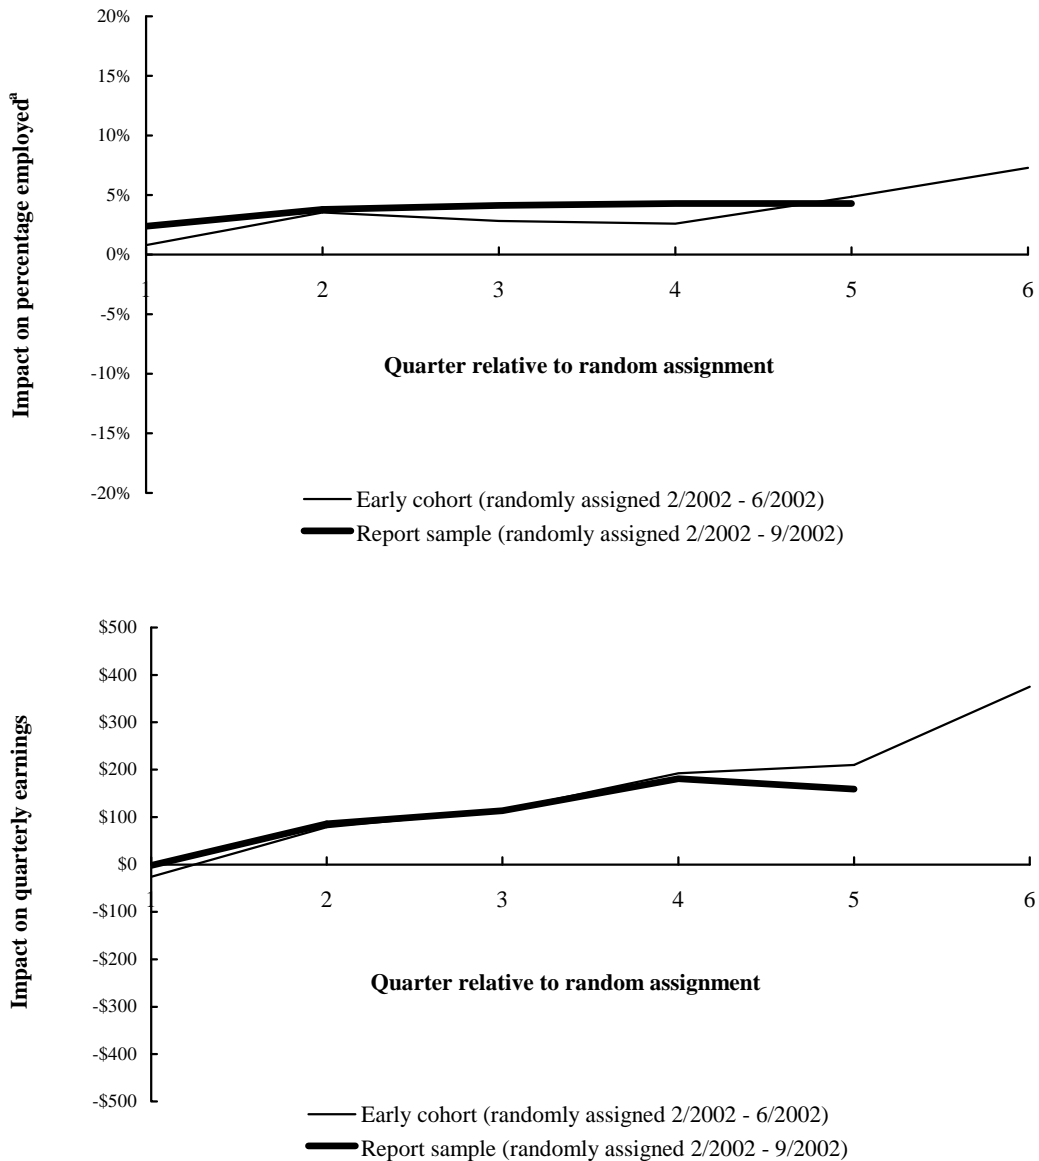 20%
15%
10%
5%
0%
-5%
-10%
-15%
-20%
Impact on percentage employedª
1 2 3 4 5 6
Quarter relative to random assignment
Early cohort (randomly assigned 2/2002 - 6/2002)
Report sample (randomly assigned 2/2002 - 9/2002)
$500
$400
$300
$200
$100
$0
-$100
-$200
-$300
-$400
-$500
Impact on quarterly earnings
1 2 3 4 5 6
Quarter relative to random assignment
Early cohort (randomly assigned 2/2002 - 6/2002)
Report sample (randomly assigned 2/2002 - 9/2002)